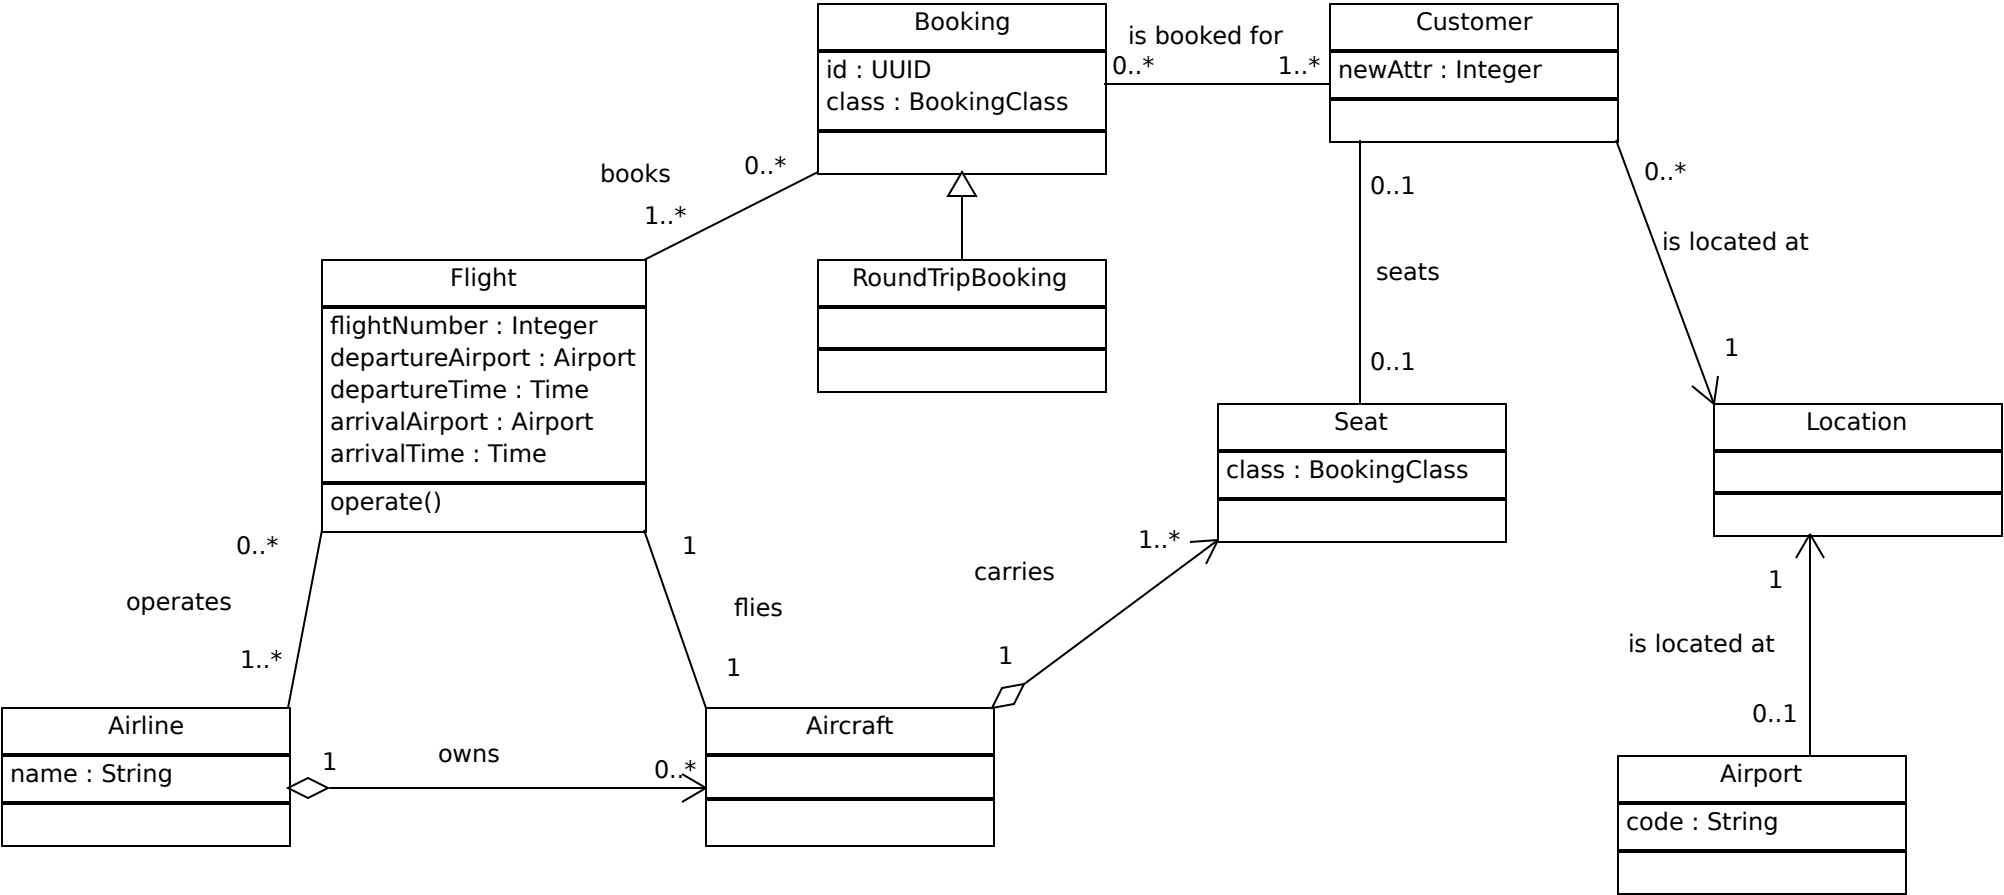 Booking
id : UUID
class : BookingClass
is booked for
0..*
1..*
Customer
newAttr : Integer
books
0..*
1..*
0..*
is located at
1
0..1
seats
0..1
Flight
flightNumber : Integer
departureAirport : Airport
departureTime : Time
arrivalAirport : Airport
arrivalTime : Time
operate()
RoundTripBooking
Seat
class : BookingClass
Location
0..*
operates
1..*
1
flies
1
1..*
carries
1
1
is located at
0..1
Airline
name : String
1
owns
0..*
Aircraft
Airport
code : String